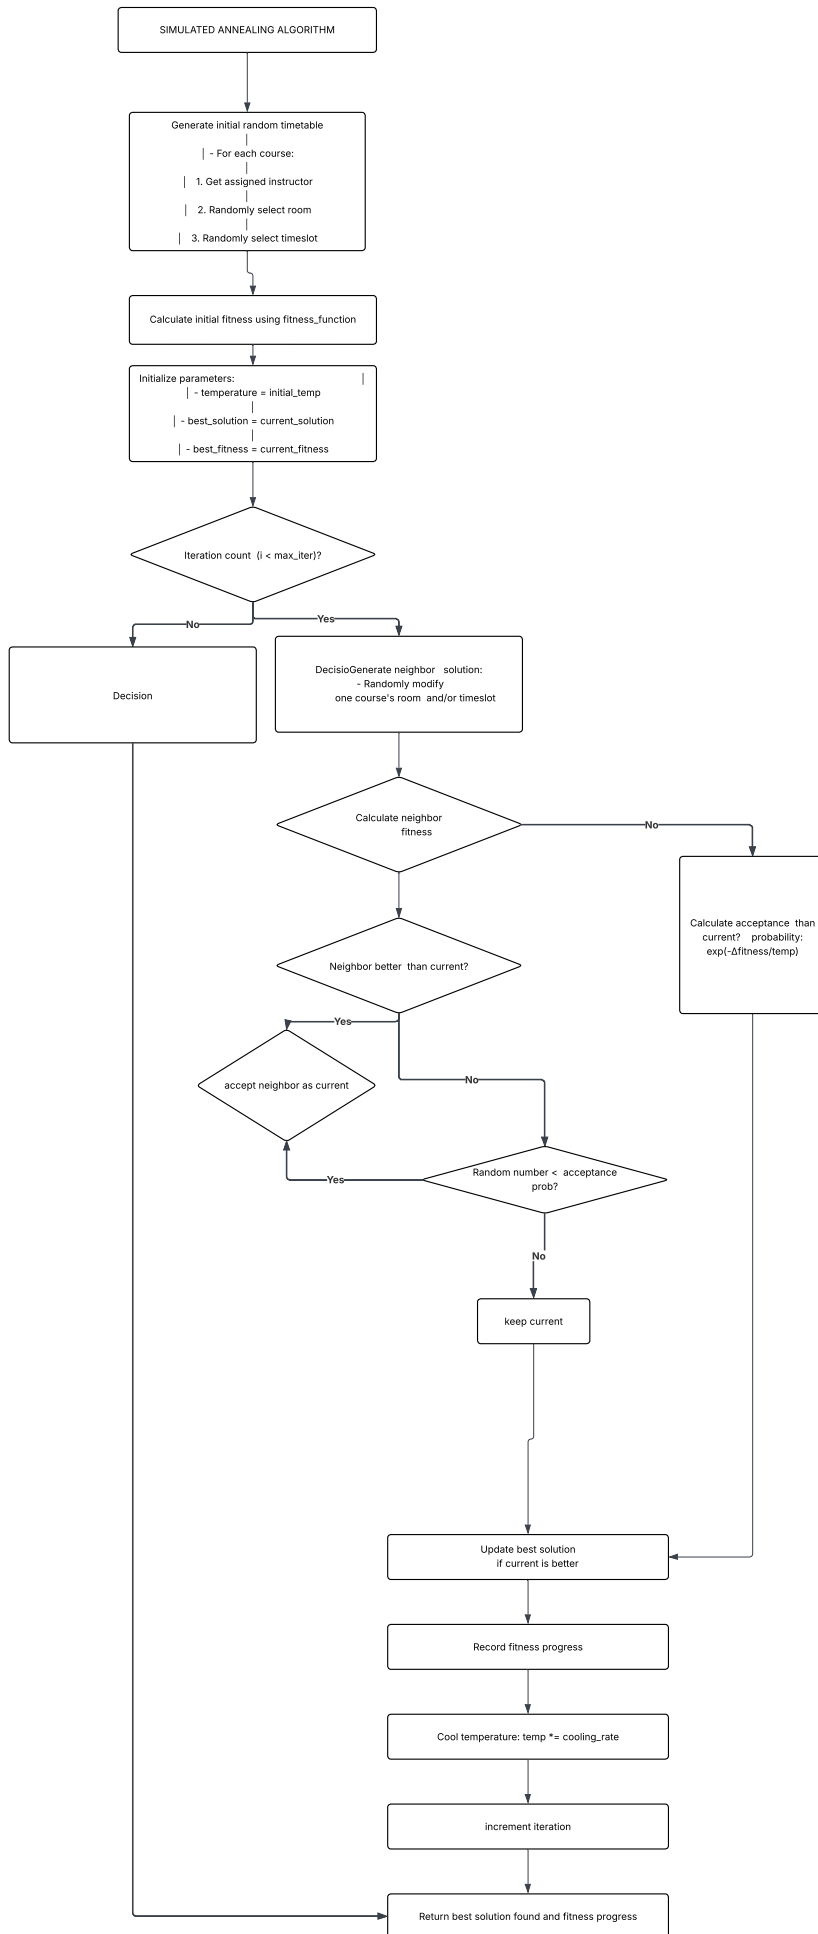 SIMULATED ANNEALING ALGORITHM
Generate initial random timetable
|
| - For each course:
|
| 1. Get assigned instructor
|
| 2. Randomly select room
|
| 3. Randomly select timeslot
Calculate initial fitness using fitness_function
Initialize parameters: |
| - temperature = initial_temp
|
| - best_solution = current_solution
|
| - best_fitness = current_fitness
Iteration count (i < max_iter)?
No
Yes
Decision
DecisioGenerate neighbor solution:
- Randomly modify
one course's room and/or timeslot
Calculate neighbor
fitness
No
Calculate acceptance than
current? probability:
exp(-Δfitness/temp)
Neighbor better than current?
Yes
No
accept neighbor as current
Random number < acceptance
prob?
Yes
No
keep current
Update best solution
if current is better
Record fitness progress
Cool temperature: temp *= cooling_rate
increment iteration
Return best solution found and fitness progress